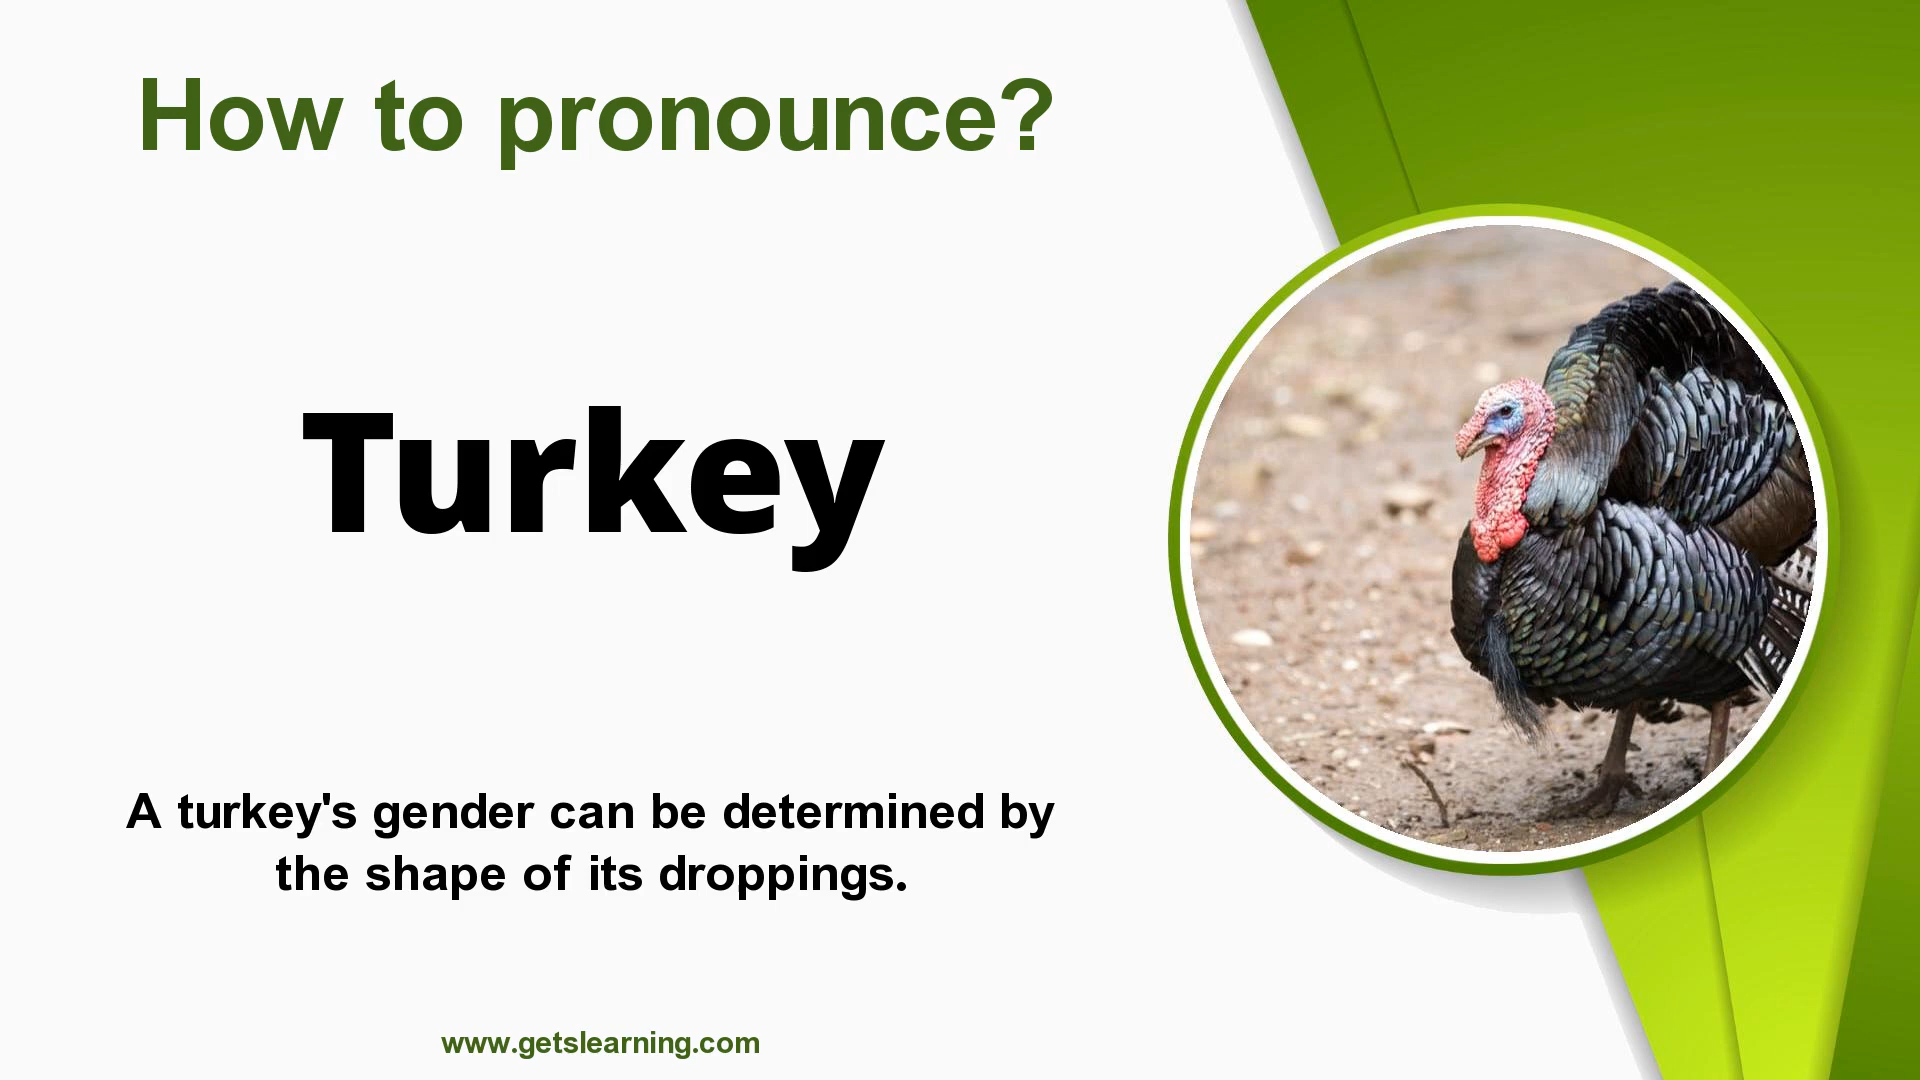 How to pronounce?
Turkey
A turkey's gender can be determined by
the shape of its droppings.
www.getslearning.com